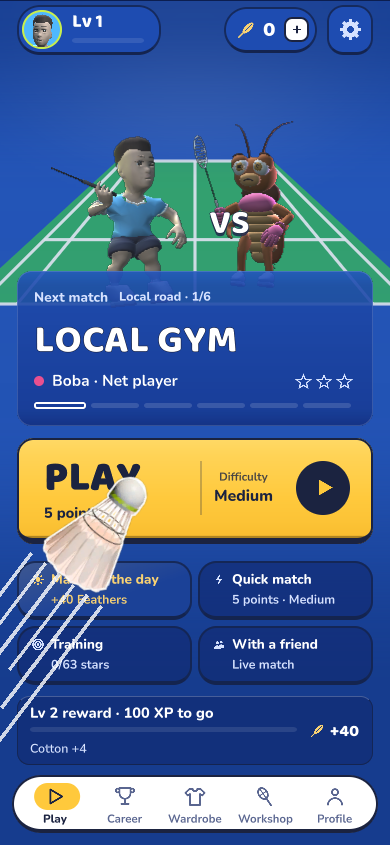 Lv 1
0 +
VS
Next match Local road · 1/6
LOCAL GYM
Boba · Net player
PLAY
Difficulty
Medium
5
the day
+40 Feathers
Quick match
5 points · Medium
Training
0/63 stars
With a friend
Live match
Lv 2 reward · 100 XP to go
+40
Cotton +4
Play
Career
Wardrobe
Workshop
Profile